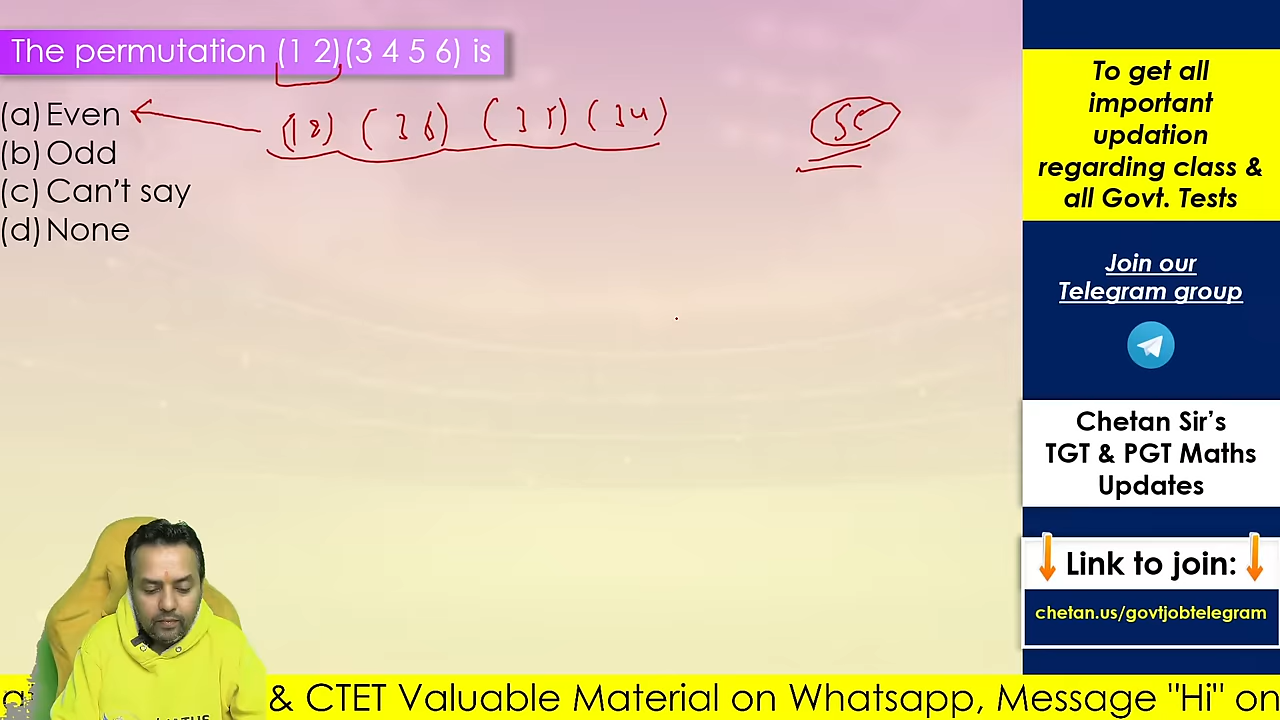 The permutation (1 2)(3 4 5 6) is
(a) Even
(b) Odd
(c) Can't say
(d) None
(1 2) (3 6) (3 5) (3 4)
To get all
important
updation
regarding class &
all Govt. Tests
Join our
Telegram group
Chetan Sir's
TGT & PGT Maths
Updates
Link to join:
chetan.us/govtjobtelegram
& CTET Valuable Material on Whatsapp, Message "Hi" on